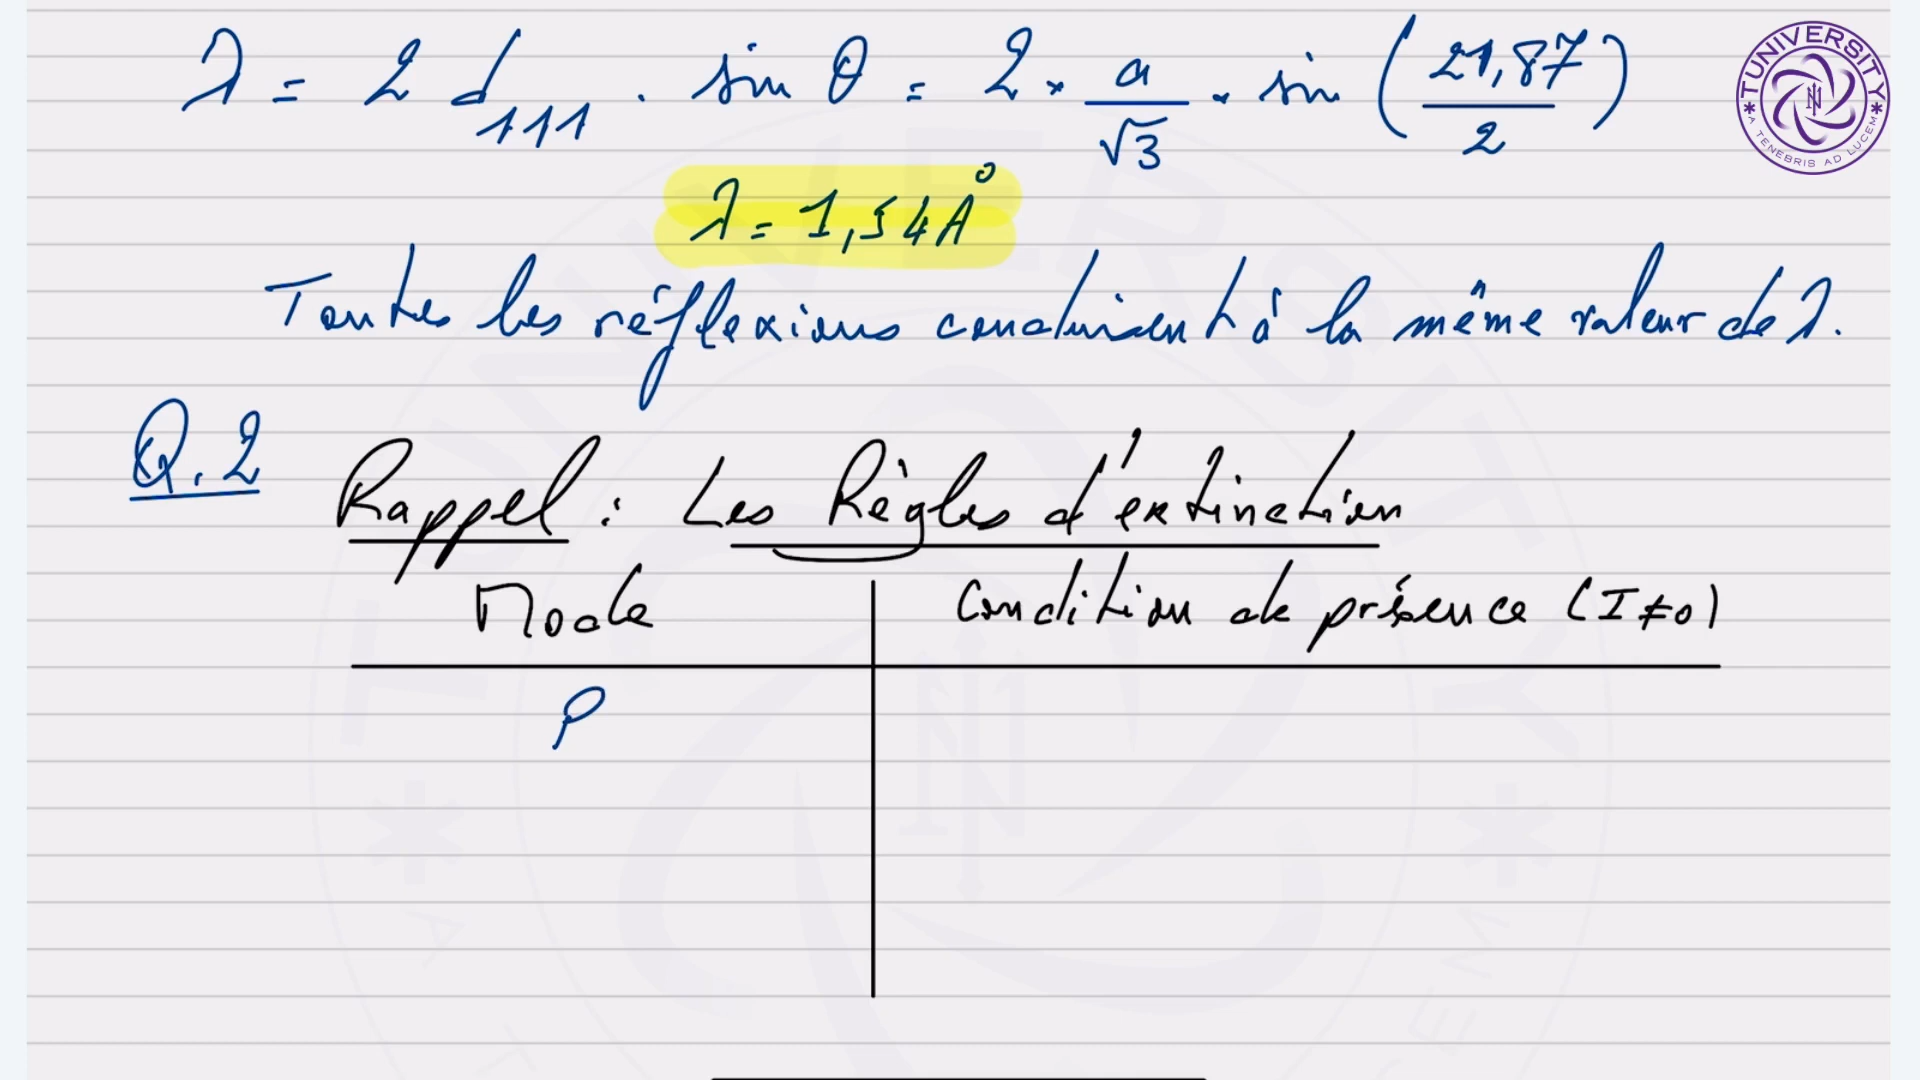 λ = 2 d₁₁₁ . sin θ = 2 × a/√3 × sin (21,87/2)
TUNIVERSITY
A TENEBRIS AD LUCEM
λ = 1,54 Å
Toutes les réflexions conduisent à la même valeur de λ.
Q.2
Rappel : Les Règles d'extinction
Mode
Condition de présence (I≠0)
P